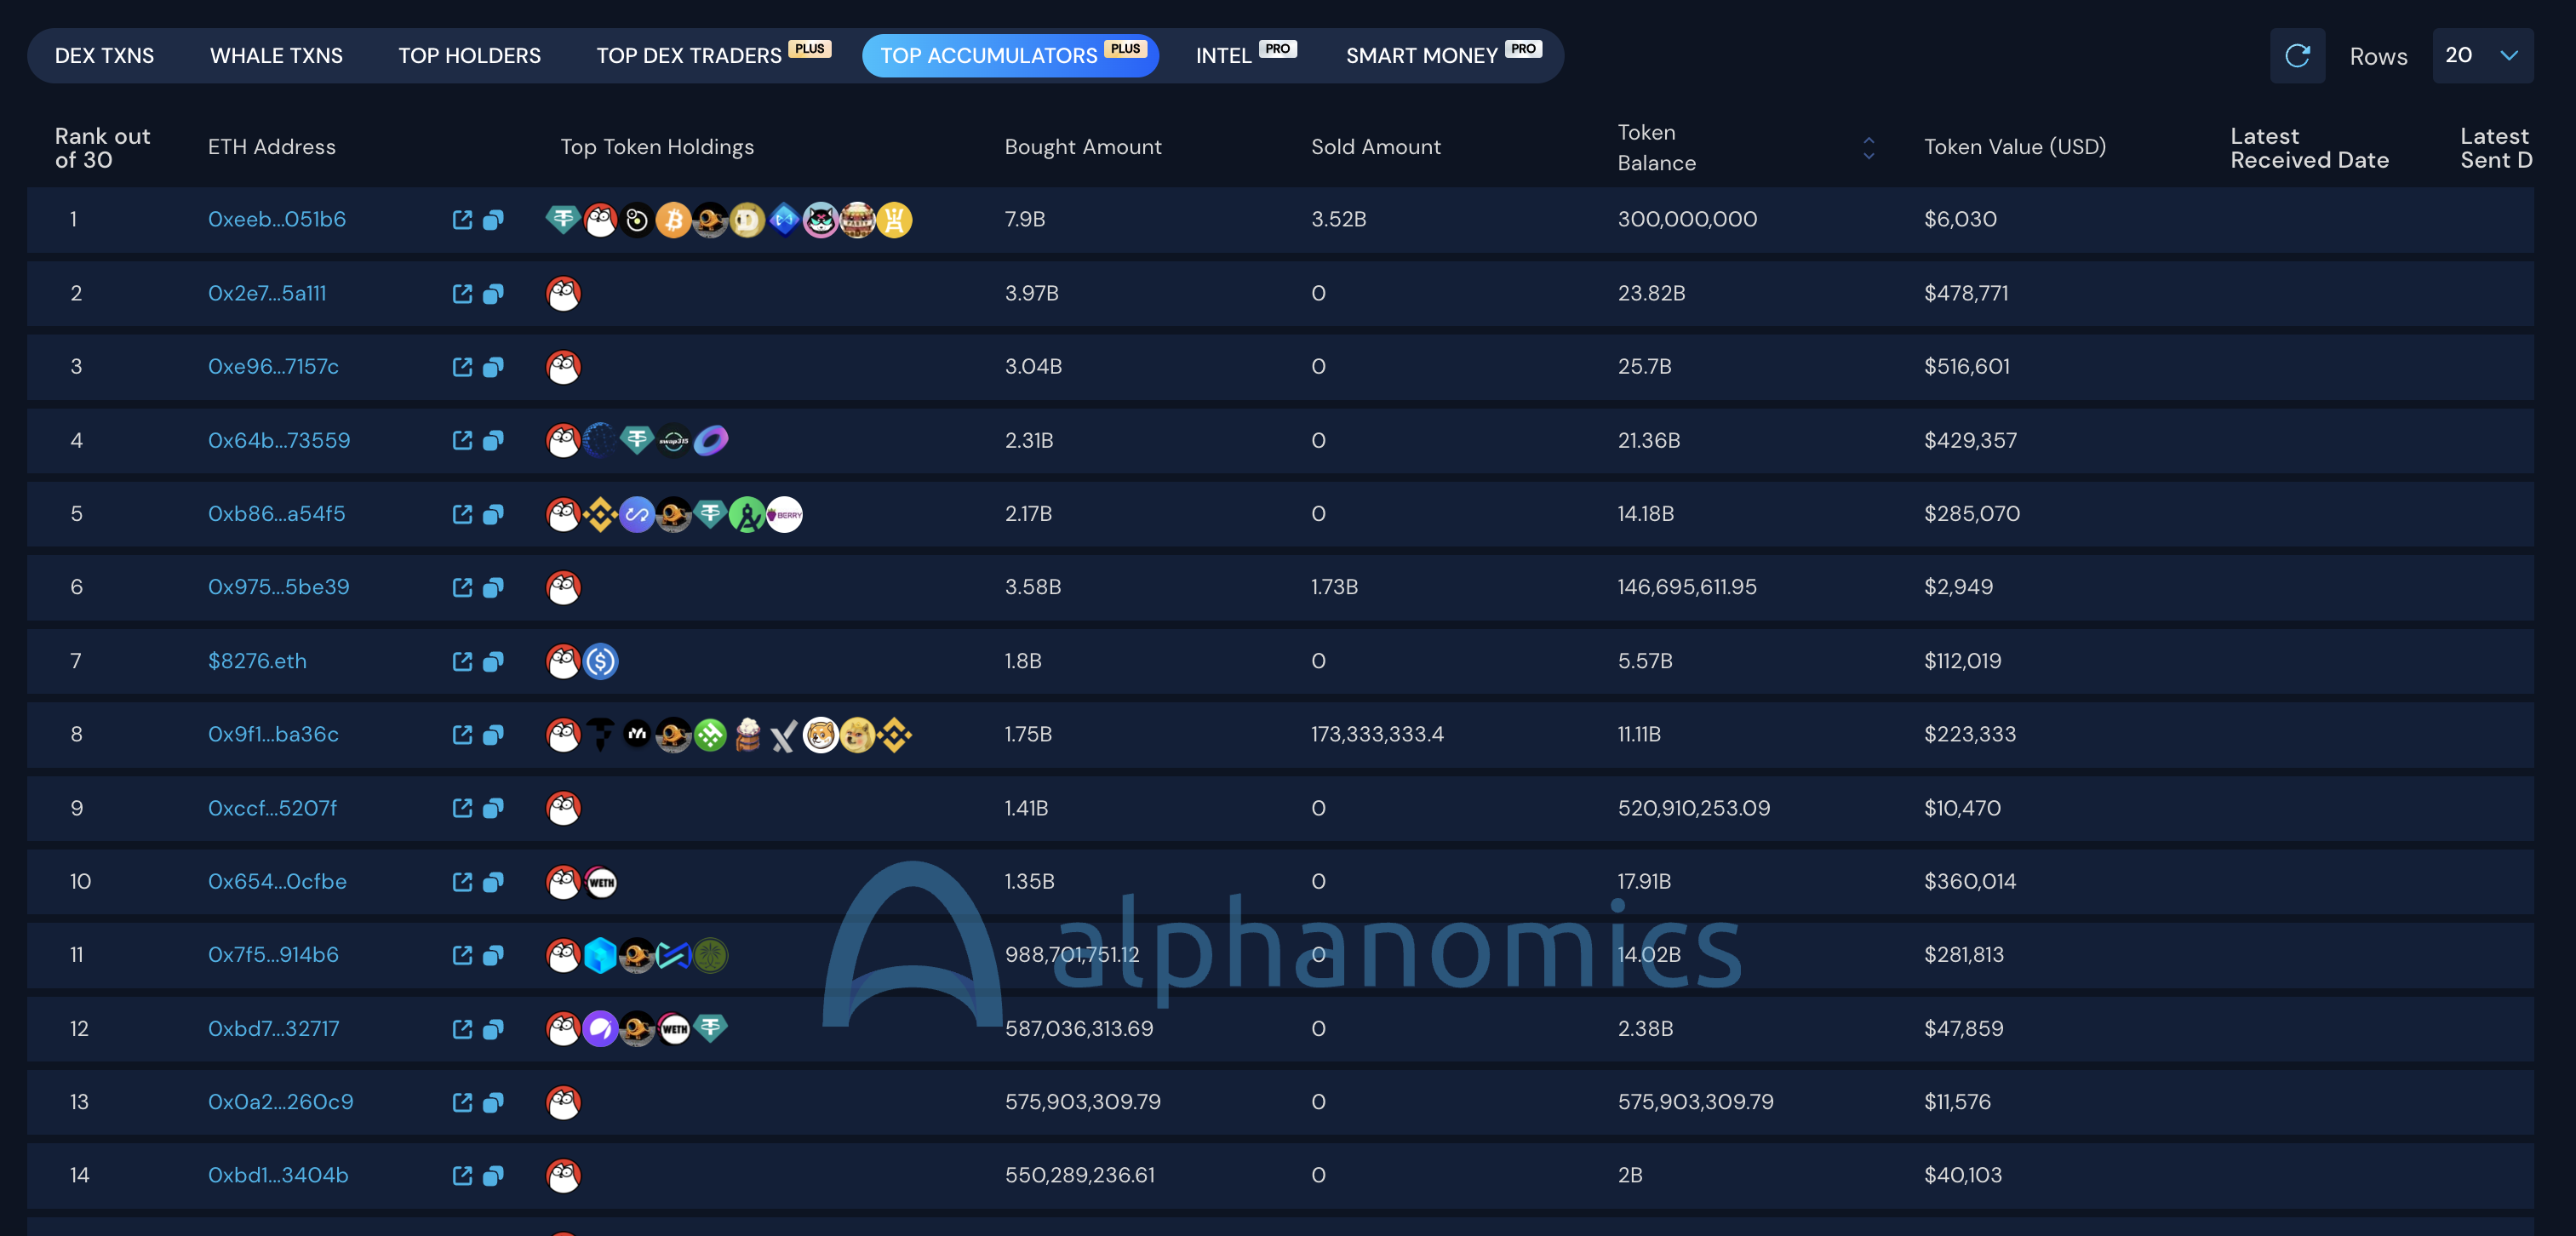 DEX TXNS WHALE TXNS TOP HOLDERS TOP DEX TRADERS PLUS TOP ACCUMULATORS PLUS INTEL PRO SMART MONEY PRO Rows 20
Rank out of 30 ETH Address Top Token Holdings Bought Amount Sold Amount Token Balance Token Value (USD) Latest Received Date Latest Sent D
1 0xeeb...051b6 7.9B 3.52B 300,000,000 $6,030
2 0x2e7...5a111 3.97B 0 23.82B $478,771
3 0xe96...7157c 3.04B 0 25.7B $516,601
4 0x64b...73559 swap315 2.31B 0 21.36B $429,357
5 0xb86...a54f5 BERRY 2.17B 0 14.18B $285,070
6 0x975...5be39 3.58B 1.73B 146,695,611.95 $2,949
7 $8276.eth 1.8B 0 5.57B $112,019
8 0x9f1...ba36c 1.75B 173,333,333.4 11.11B $223,333
9 0xccf...5207f 1.41B 0 520,910,253.09 $10,470
10 0x654...0cfbe WETH 1.35B 0 17.91B $360,014
11 0x7f5...914b6 988,701,751.12 0 14.02B $281,813
alphanomics
12 0xbd7...32717 WETH 587,036,313.69 0 2.38B $47,859
13 0x0a2...260c9 575,903,309.79 0 575,903,309.79 $11,576
14 0xbd1...3404b 550,289,236.61 0 2B $40,103